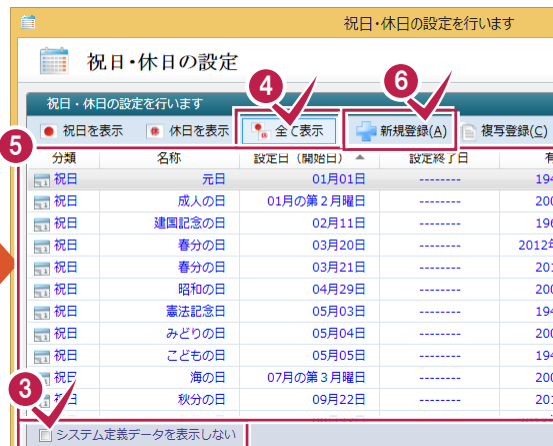 祝日・休日の設定を行います
祝日・休日の設定
祝日・休日の設定を行います
4
6
祝日を表示 休日を表示 全て表示 新規登録(A) 複写登録(C)
5
分類 名称 設定日（開始日） 設定終了日
祝日 元日 01月01日 -------- 194
祝日 成人の日 01月の第２月曜日 -------- 200
祝日 建国記念の日 02月11日 -------- 196
祝日 春分の日 03月20日 -------- 2012年
祝日 春分の日 03月21日 -------- 201
祝日 昭和の日 04月29日 -------- 200
祝日 憲法記念日 05月03日 -------- 194
祝日 みどりの日 05月04日 -------- 200
祝日 こどもの日 05月05日 -------- 194
祝日 海の日 07月の第３月曜日 -------- 200
祝日 秋分の日 09月22日 -------- 201
3
システム定義データを表示しない